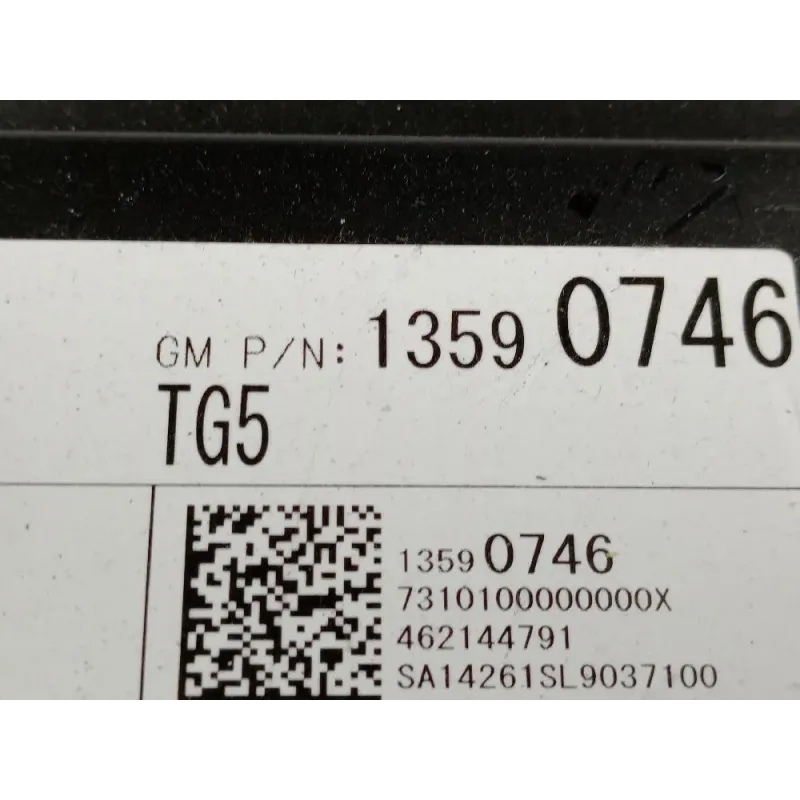 GM P/N: 1359 0746
TG5
1359 0746
7310100000000X
462144791
SA14261SL9037100